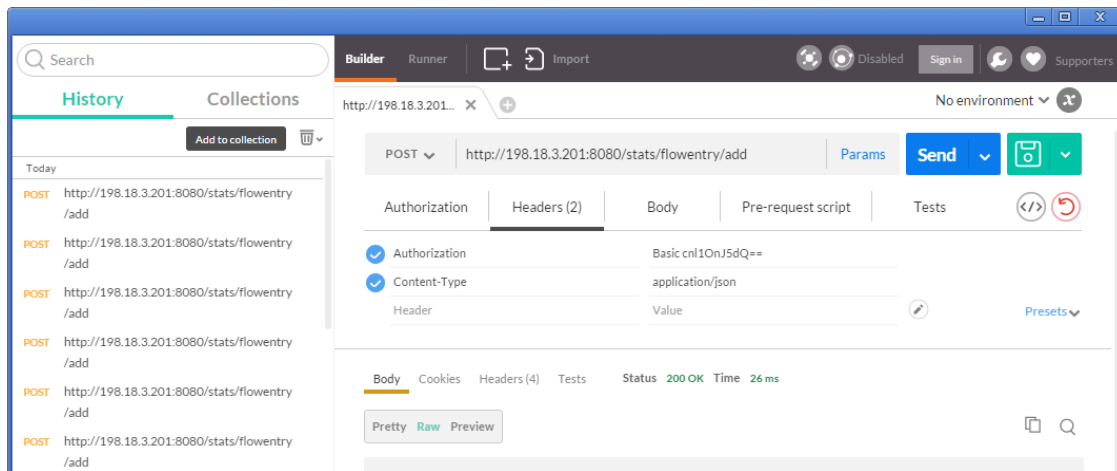 Search
History Collections
Add to collection
Today
POST http://198.18.3.201:8080/stats/flowentry
/add
POST http://198.18.3.201:8080/stats/flowentry
/add
POST http://198.18.3.201:8080/stats/flowentry
/add
POST http://198.18.3.201:8080/stats/flowentry
/add
POST http://198.18.3.201:8080/stats/flowentry
/add
POST http://198.18.3.201:8080/stats/flowentry
/add
Builder Runner Import Disabled Sign in Supporters
http://198.18.3.201... No environment
POST http://198.18.3.201:8080/stats/flowentry/add Params Send
Authorization Headers (2) Body Pre-request script Tests
Authorization Basic cnl1OnJ5dQ==
Content-Type application/json
Header Value Presets
Body Cookies Headers (4) Tests Status 200 OK Time 26 ms
Pretty Raw Preview